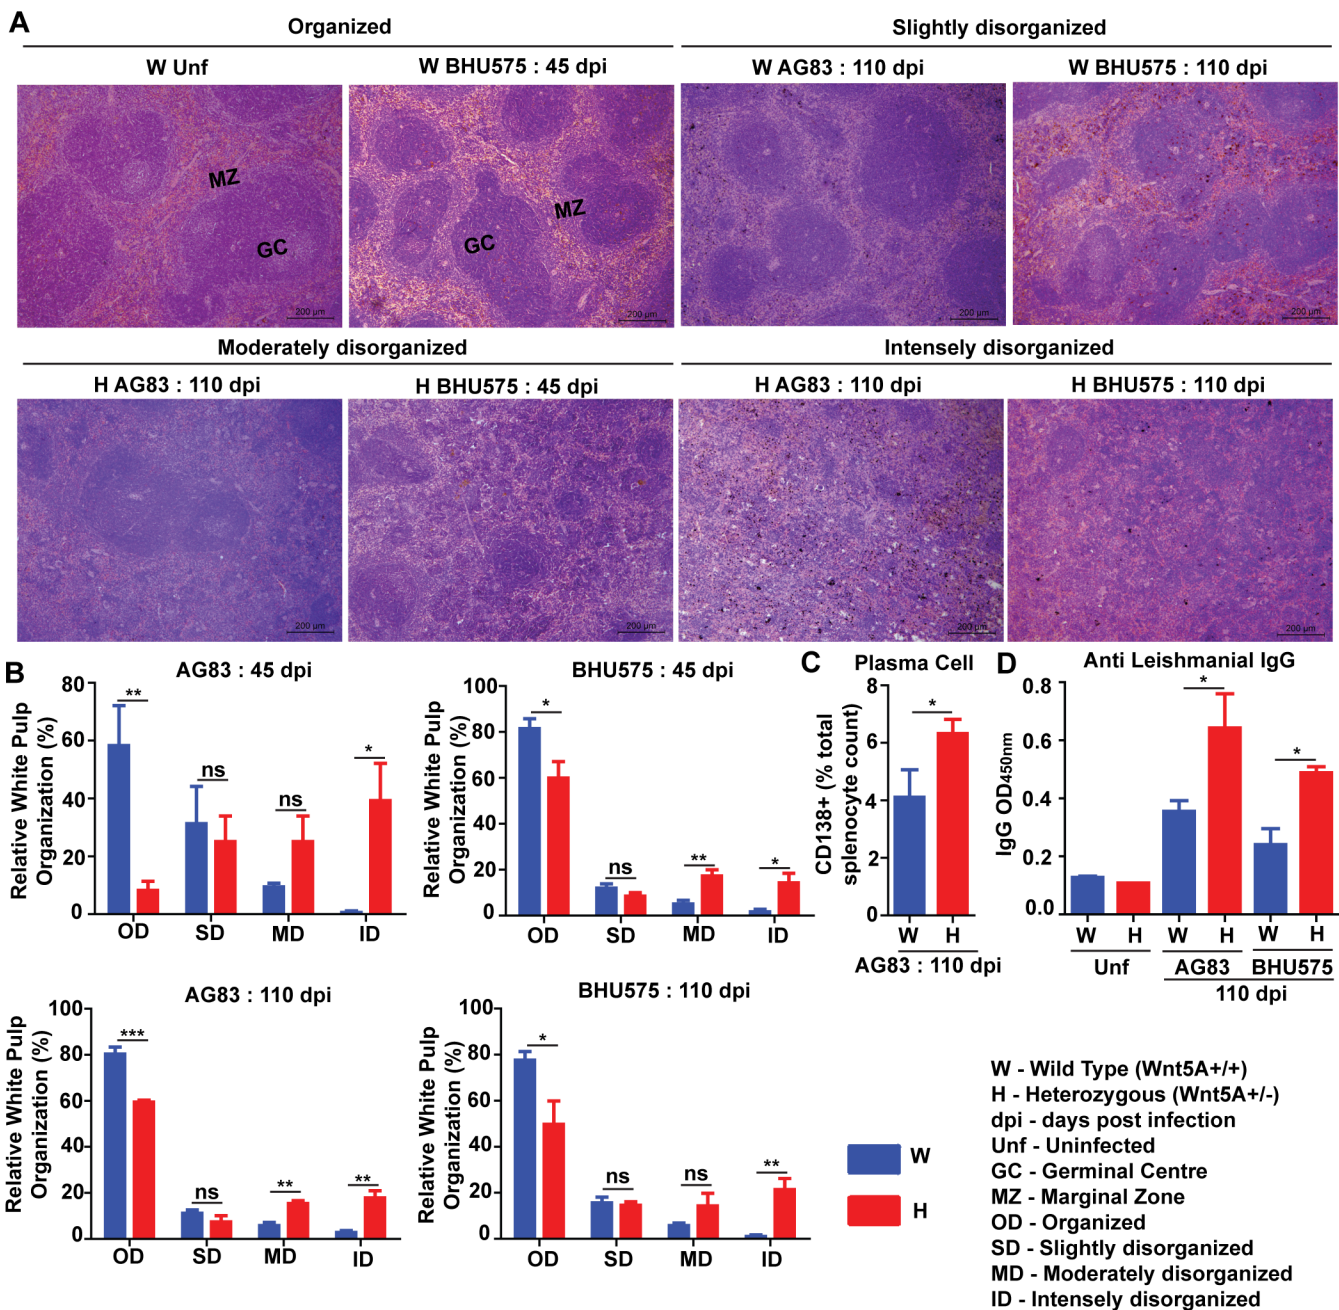 A
Organized
Slightly disorganized
W Unf
W BHU575 : 45 dpi
W AG83 : 110 dpi
W BHU575 : 110 dpi
MZ
GC
MZ
GC
200 µm
200 µm
200 µm
200 µm
Moderately disorganized
Intensely disorganized
H AG83 : 110 dpi
H BHU575 : 45 dpi
H AG83 : 110 dpi
H BHU575 : 110 dpi
200 µm
200 µm
200 µm
200 µm
B
AG83 : 45 dpi
Relative White Pulp
Organization (%)
80
60
40
20
0
**
ns
ns
*
OD
SD
MD
ID
BHU575 : 45 dpi
Relative White Pulp
Organization (%)
100
80
60
40
20
0
*
ns
**
*
OD
SD
MD
ID
C
Plasma Cell
CD138+ (% total
splenocyte count)
8
6
4
2
0
*
W
H
AG83 : 110 dpi
D
Anti Leishmanial IgG
IgG OD450nm
0.8
0.6
0.4
0.2
0.0
*
*
W
H
W
H
W
H
Unf
AG83
BHU575
110 dpi
AG83 : 110 dpi
Relative White Pulp
Organization (%)
100
80
60
40
20
0
***
ns
**
**
OD
SD
MD
ID
BHU575 : 110 dpi
Relative White Pulp
Organization (%)
100
80
60
40
20
0
*
ns
ns
**
OD
SD
MD
ID
W
H
W - Wild Type (Wnt5A+/+)
H - Heterozygous (Wnt5A+/-)
dpi - days post infection
Unf - Uninfected
GC - Germinal Centre
MZ - Marginal Zone
OD - Organized
SD - Slightly disorganized
MD - Moderately disorganized
ID - Intensely disorganized